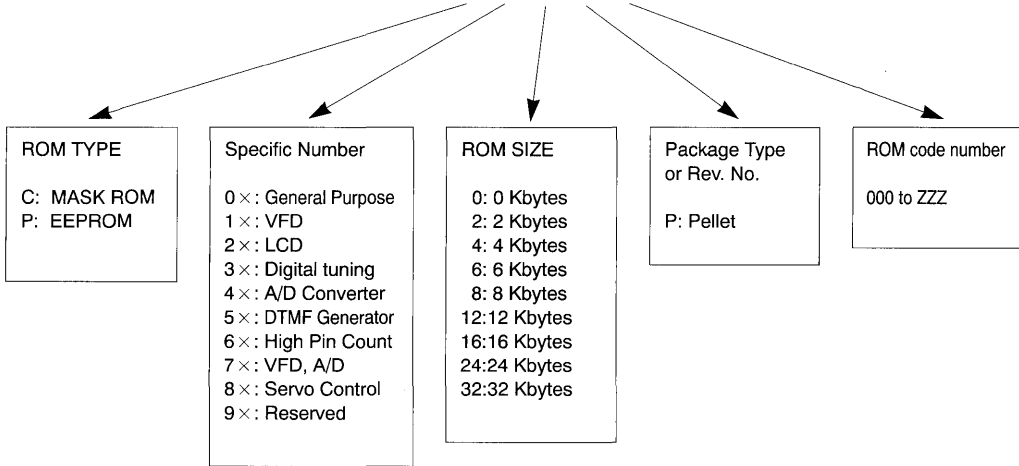 ROM TYPE
C: MASK ROM
P: EEPROM
Specific Number
0×: General Purpose
1×: VFD
2×: LCD
3×: Digital tuning
4×: A/D Converter
5×: DTMF Generator
6×: High Pin Count
7×: VFD, A/D
8×: Servo Control
9×: Reserved
ROM SIZE
0: 0 Kbytes
2: 2 Kbytes
4: 4 Kbytes
6: 6 Kbytes
8: 8 Kbytes
12:12 Kbytes
16:16 Kbytes
24:24 Kbytes
32:32 Kbytes
Package Type
or Rev. No.
P: Pellet
ROM code number
000 to ZZZ